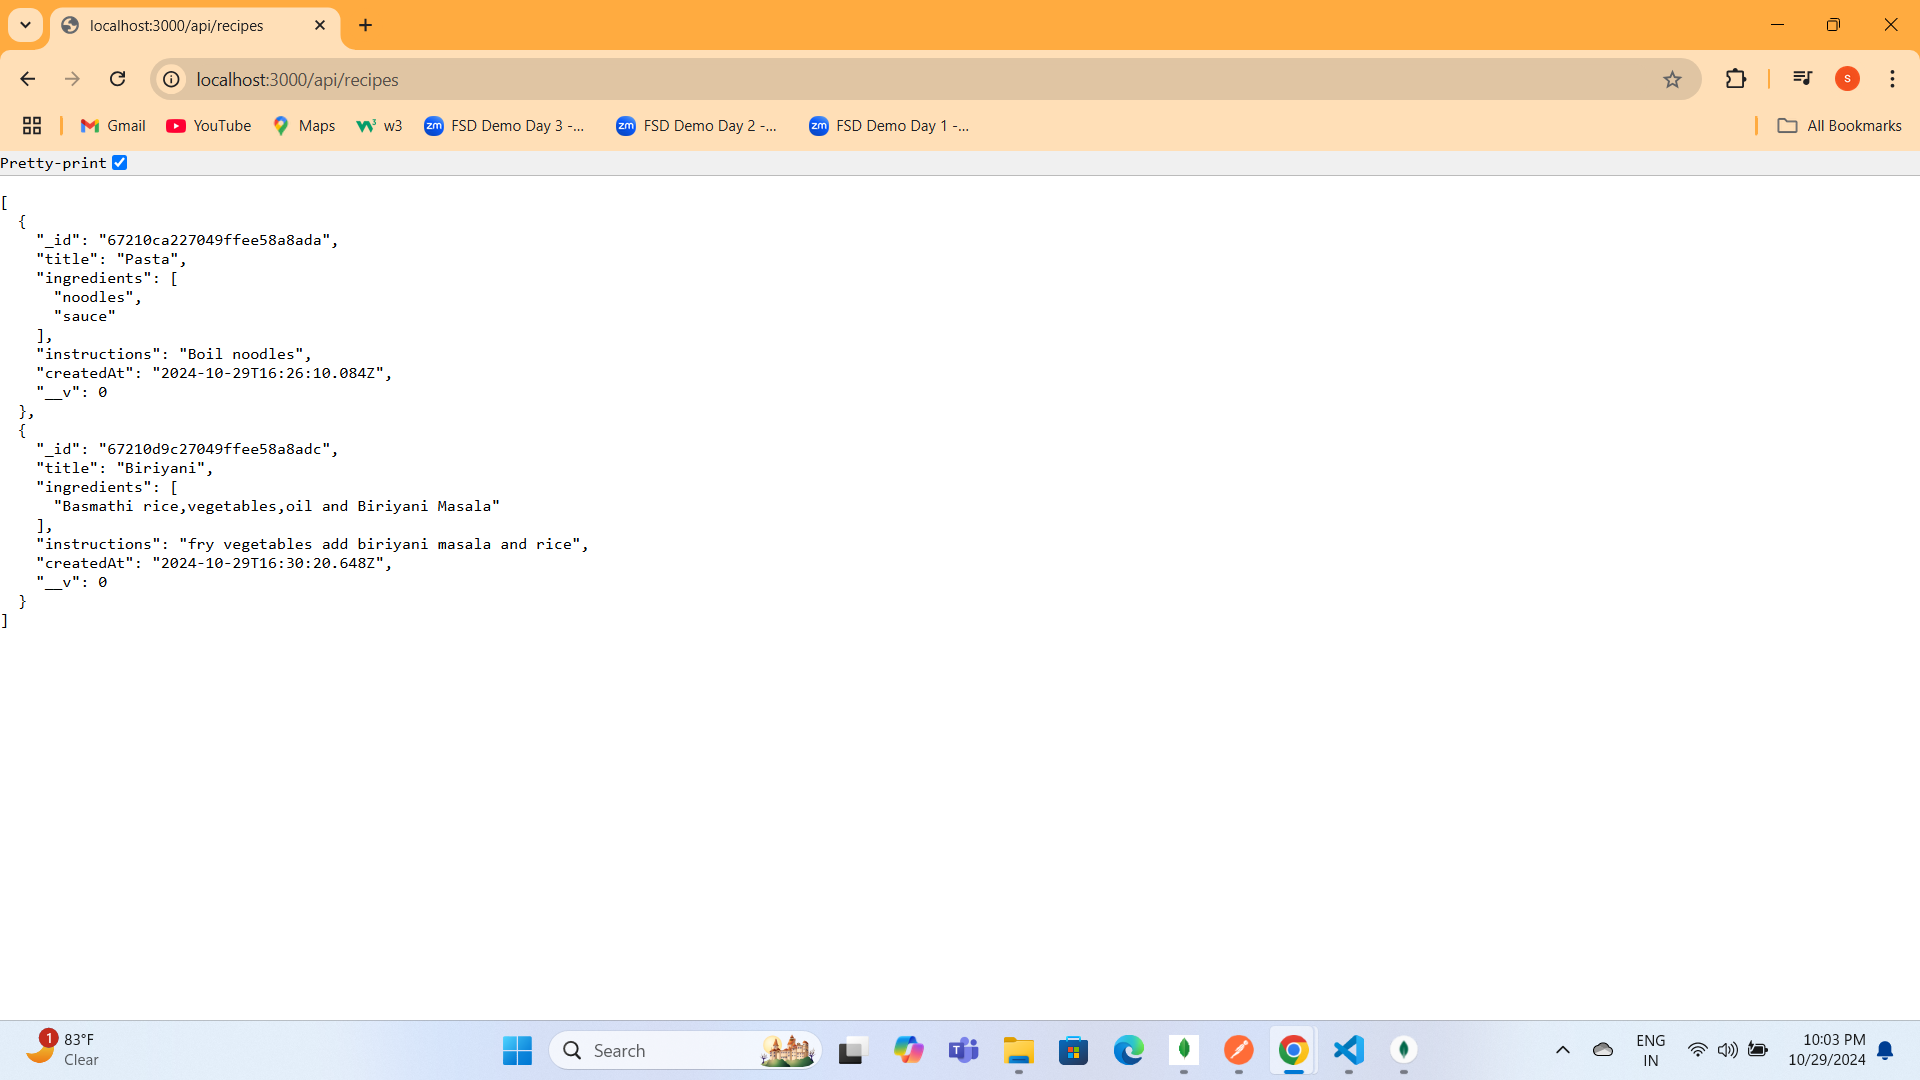 localhost:3000/api/recipes
localhost:3000/api/recipes
S
Gmail
YouTube
Maps
w3
zm FSD Demo Day 3 -...
zm FSD Demo Day 2 -...
zm FSD Demo Day 1 -...
All Bookmarks
Pretty-print
[
{
"_id": "67210ca227049ffee58a8ada",
"title": "Pasta",
"ingredients": [
"noodles",
"sauce"
],
"instructions": "Boil noodles",
"createdAt": "2024-10-29T16:26:10.084Z",
"__v": 0
},
{
"_id": "67210d9c27049ffee58a8adc",
"title": "Biriyani",
"ingredients": [
"Basmathi rice,vegetables,oil and Biriyani Masala"
],
"instructions": "fry vegetables add biriyani masala and rice",
"createdAt": "2024-10-29T16:30:20.648Z",
"__v": 0
}
]
1
83°F
Clear
Search
ENG
IN
10:03 PM
10/29/2024